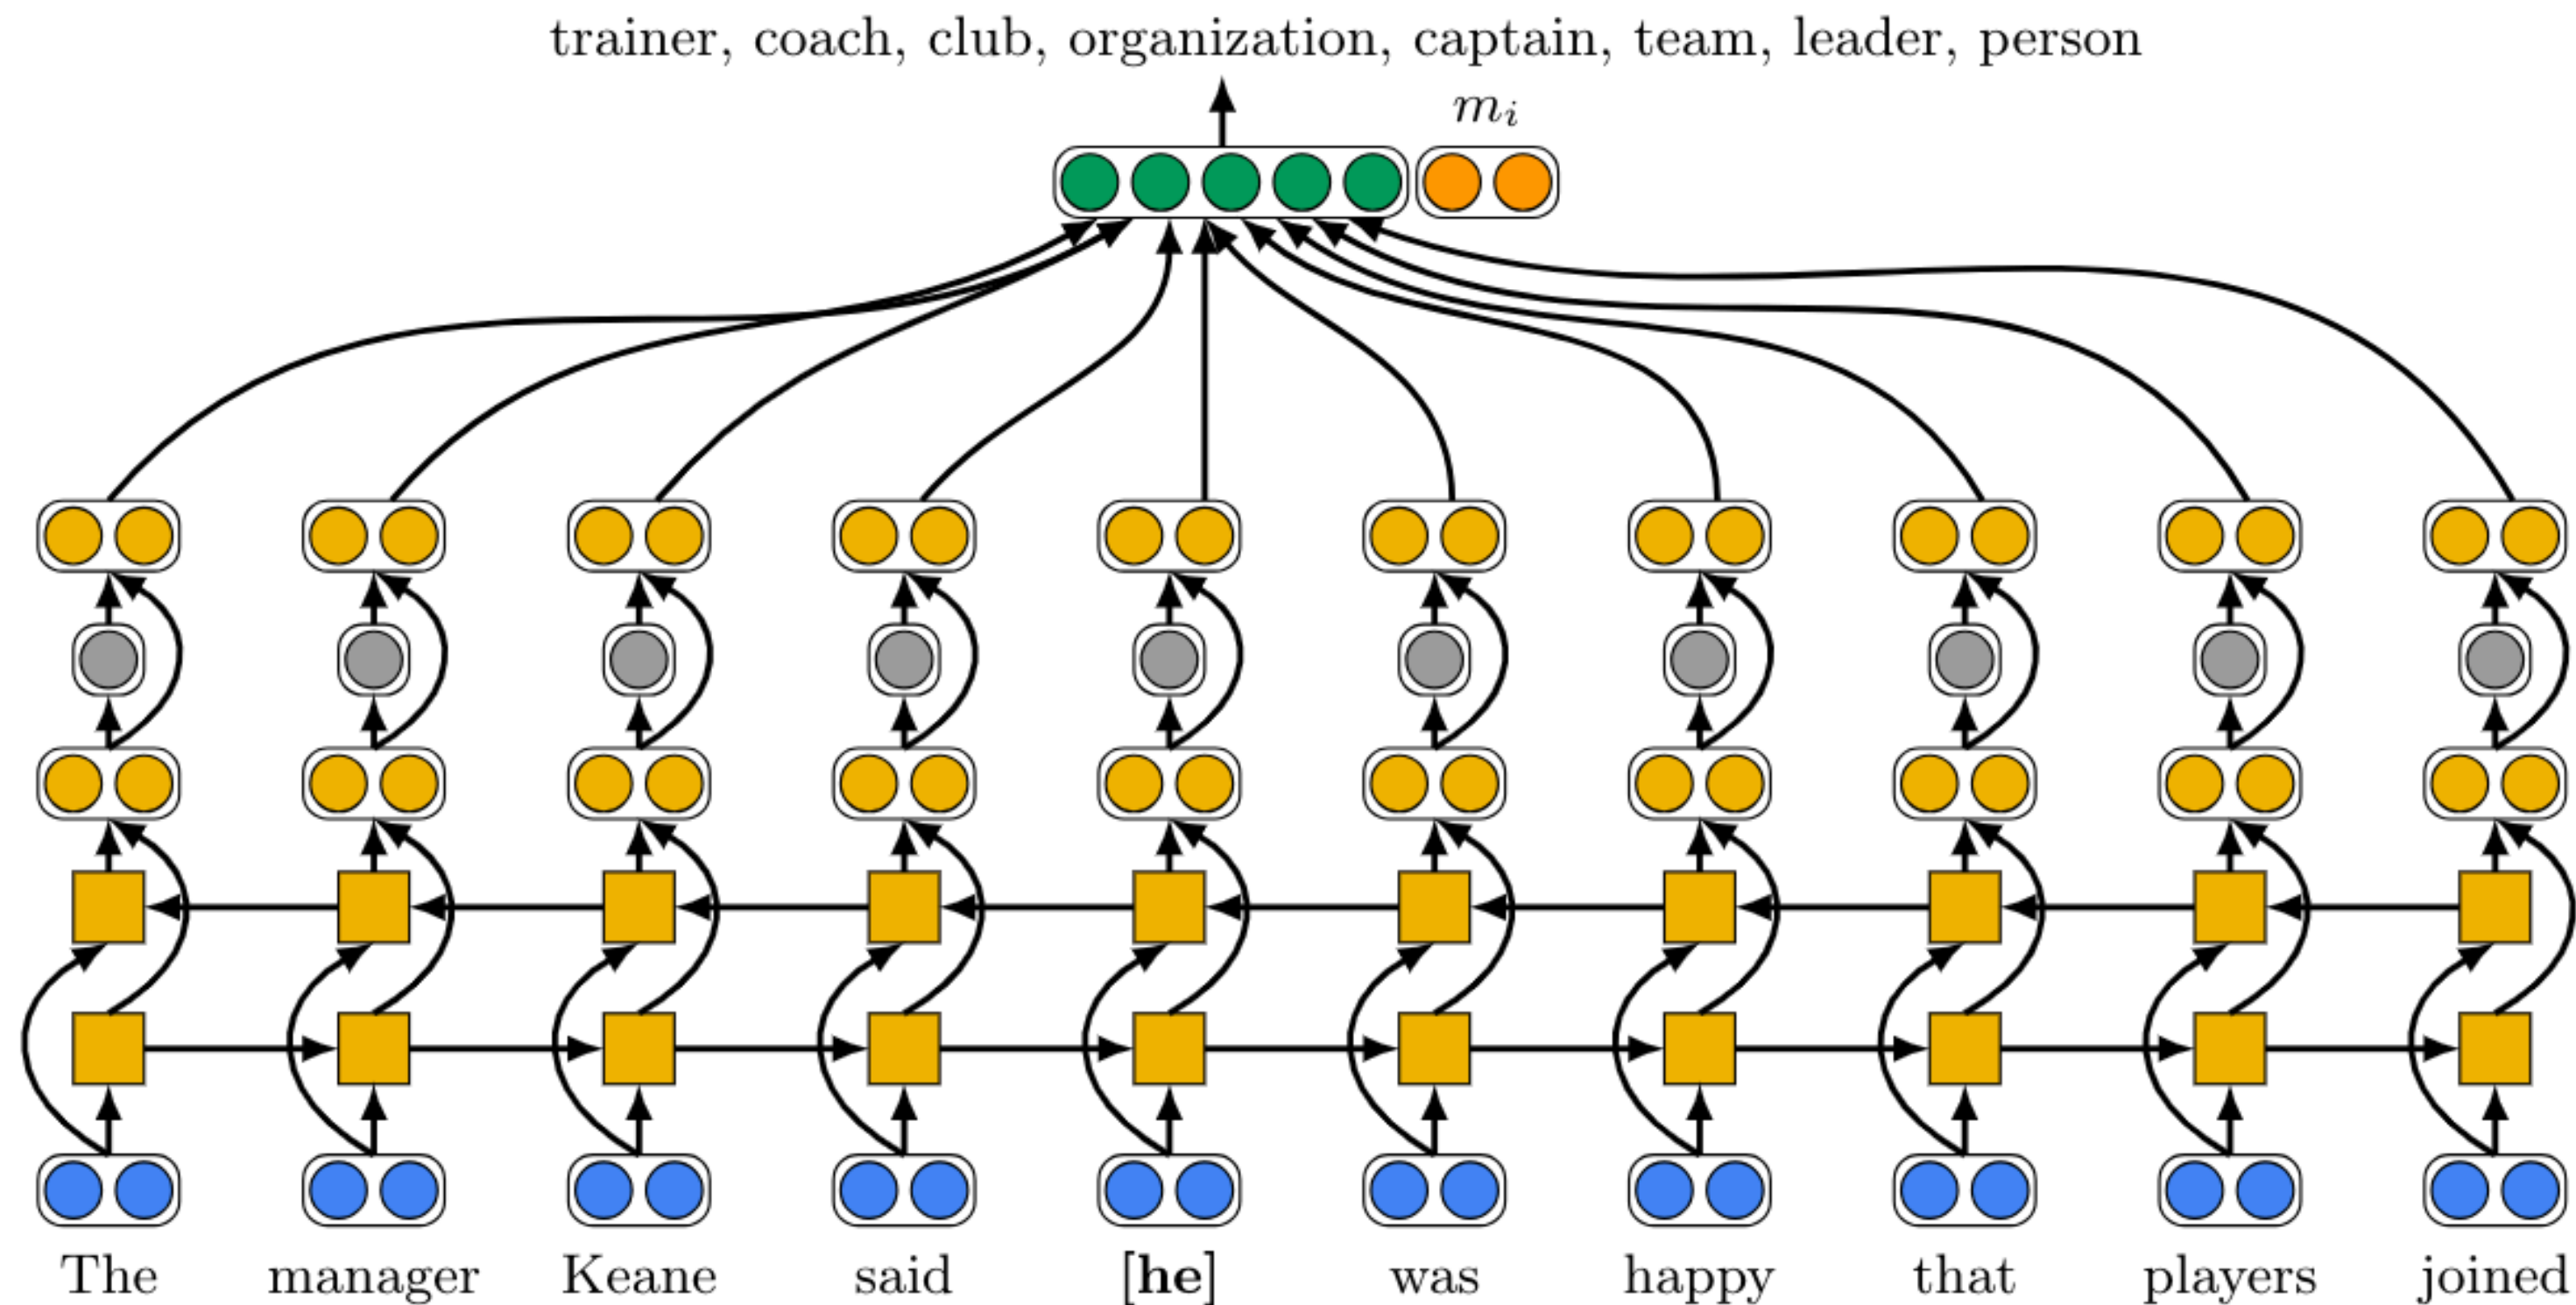 trainer, coach, club, organization, captain, team, leader, person
m_i
The manager Keane said [he] was happy that players joined